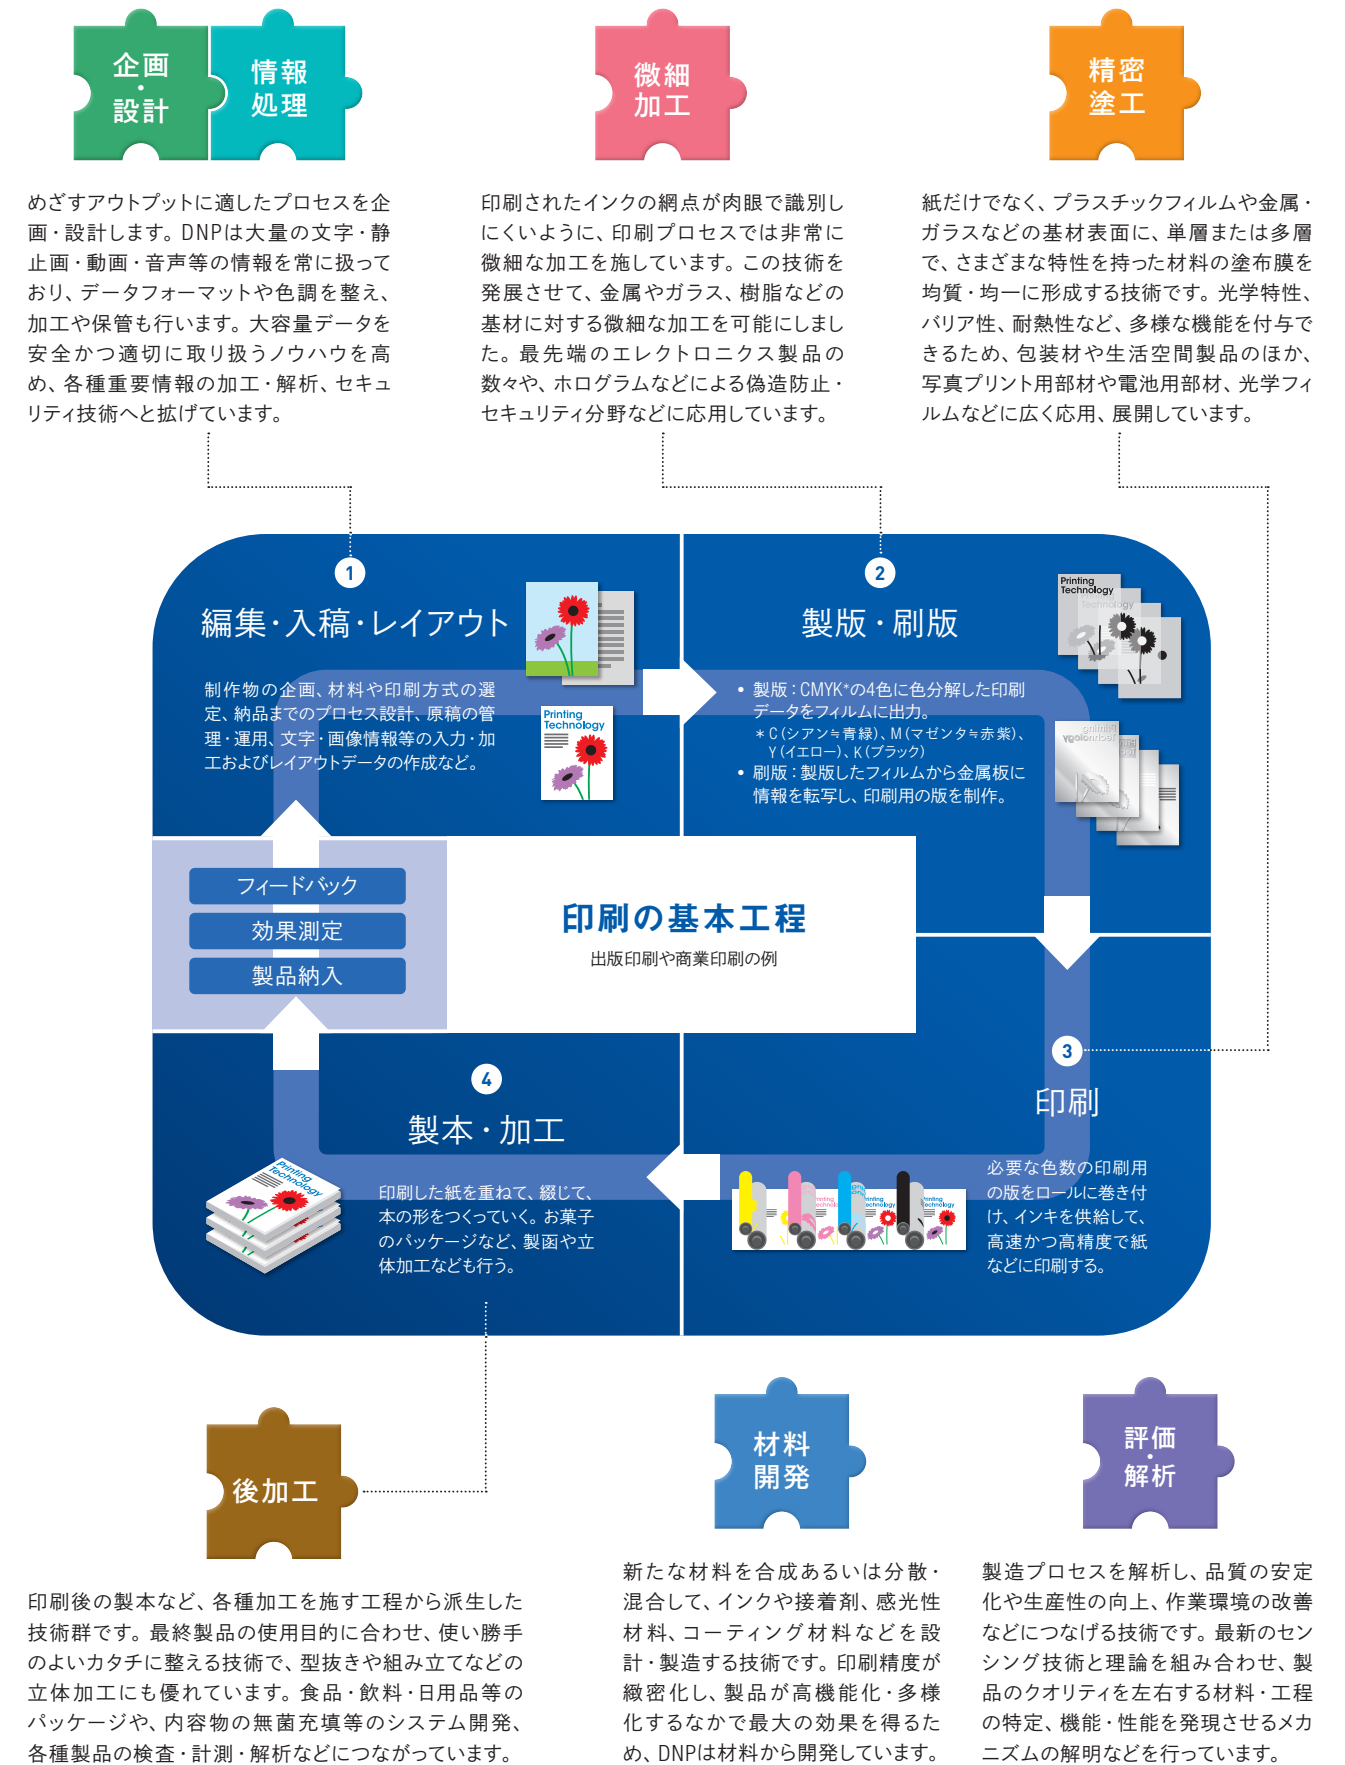 企画・設計
情報処理
めざすアウトプットに適したプロセスを企
画・設計します。DNPは大量の文字・静
止画・動画・音声等の情報を常に扱って
おり、データフォーマットや色調を整え、
加工や保管も行います。大容量データを
安全かつ適切に取り扱うノウハウを高
め、各種重要情報の加工・解析、セキュ
リティ技術へと拡げています。
微細
加工
印刷されたインクの網点が肉眼で識別し
にくいように、印刷プロセスでは非常に
微細な加工を施しています。この技術を
発展させて、金属やガラス、樹脂などの
基材に対する微細な加工を可能にしまし
た。最先端のエレクトロニクス製品の
数々や、ホログラムなどによる偽造防止・
セキュリティ分野などに応用しています。
精密
塗工
紙だけでなく、プラスチックフィルムや金属・
ガラスなどの基材表面に、単層または多層
で、さまざまな特性を持った材料の塗布膜を
均質・均一に形成する技術です。光学特性、
バリア性、耐熱性など、多様な機能を付与で
きるため、包装材や生活空間製品のほか、
写真プリント用部材や電池用部材、光学フィ
ルムなどに広く応用、展開しています。
1
編集・入稿・レイアウト
制作物の企画、材料や印刷方式の選
定、納品までのプロセス設計、原稿の管
理・運用、文字・画像情報等の入力・加
工およびレイアウトデータの作成など。
Printing
Technology
2
製版・刷版
• 製版：CMYK*の4色に色分解した印刷
データをフィルムに出力。
＊C（シアン≒青緑）、M（マゼンタ≒赤紫）、
Y（イエロー）、K（ブラック）
• 刷版：製版したフィルムから金属板に
情報を転写し、印刷用の版を制作。
Printing
Technology
Technology
Printing
Technology
フィードバック
効果測定
製品納入
印刷の基本工程
出版印刷や商業印刷の例
3
印刷
必要な色数の印刷用
の版をロールに巻き付
け、インキを供給して、
高速かつ高精度で紙
などに印刷する。
4
製本・加工
印刷した紙を重ねて、綴じて、
本の形をつくっていく。お菓子
のパッケージなど、製函や立
体加工なども行う。
Printing
Technology
後加工
印刷後の製本など、各種加工を施す工程から派生した
技術群です。最終製品の使用目的に合わせ、使い勝手
のよいカタチに整える技術で、型抜きや組み立てなどの
立体加工にも優れています。食品・飲料・日用品等の
パッケージや、内容物の無菌充填等のシステム開発、
各種製品の検査・計測・解析などにつながっています。
材料
開発
新たな材料を合成あるいは分散・
混合して、インクや接着剤、感光性
材料、コーティング材料などを設
計・製造する技術です。印刷精度が
緻密化し、製品が高機能化・多様
化するなかで最大の効果を得るた
め、DNPは材料から開発しています。
評価
・
解析
製造プロセスを解析し、品質の安定
化や生産性の向上、作業環境の改善
などにつなげる技術です。最新のセン
シング技術と理論を組み合わせ、製
品のクオリティを左右する材料・工程
の特定、機能・性能を発現させるメカ
ニズムの解明などを行っています。